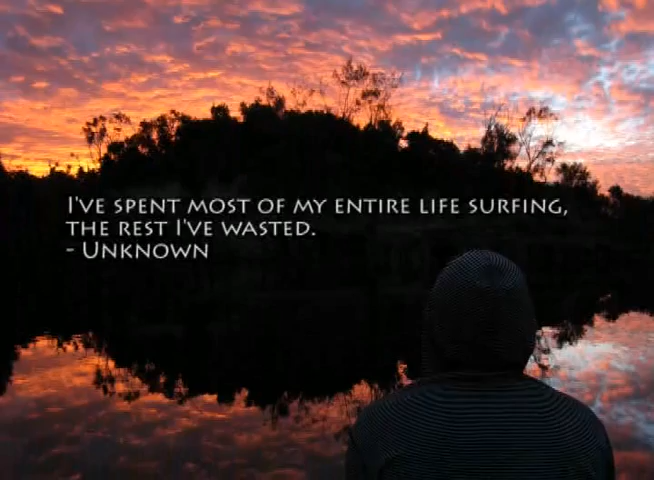 I've spent most of my entire life surfing,
the rest I've wasted.
- Unknown